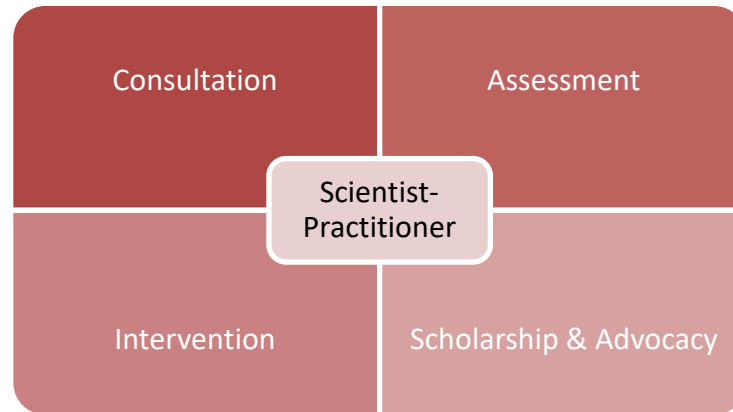 Consultation
Assessment
Scientist-
Practitioner
Intervention
Scholarship & Advocacy